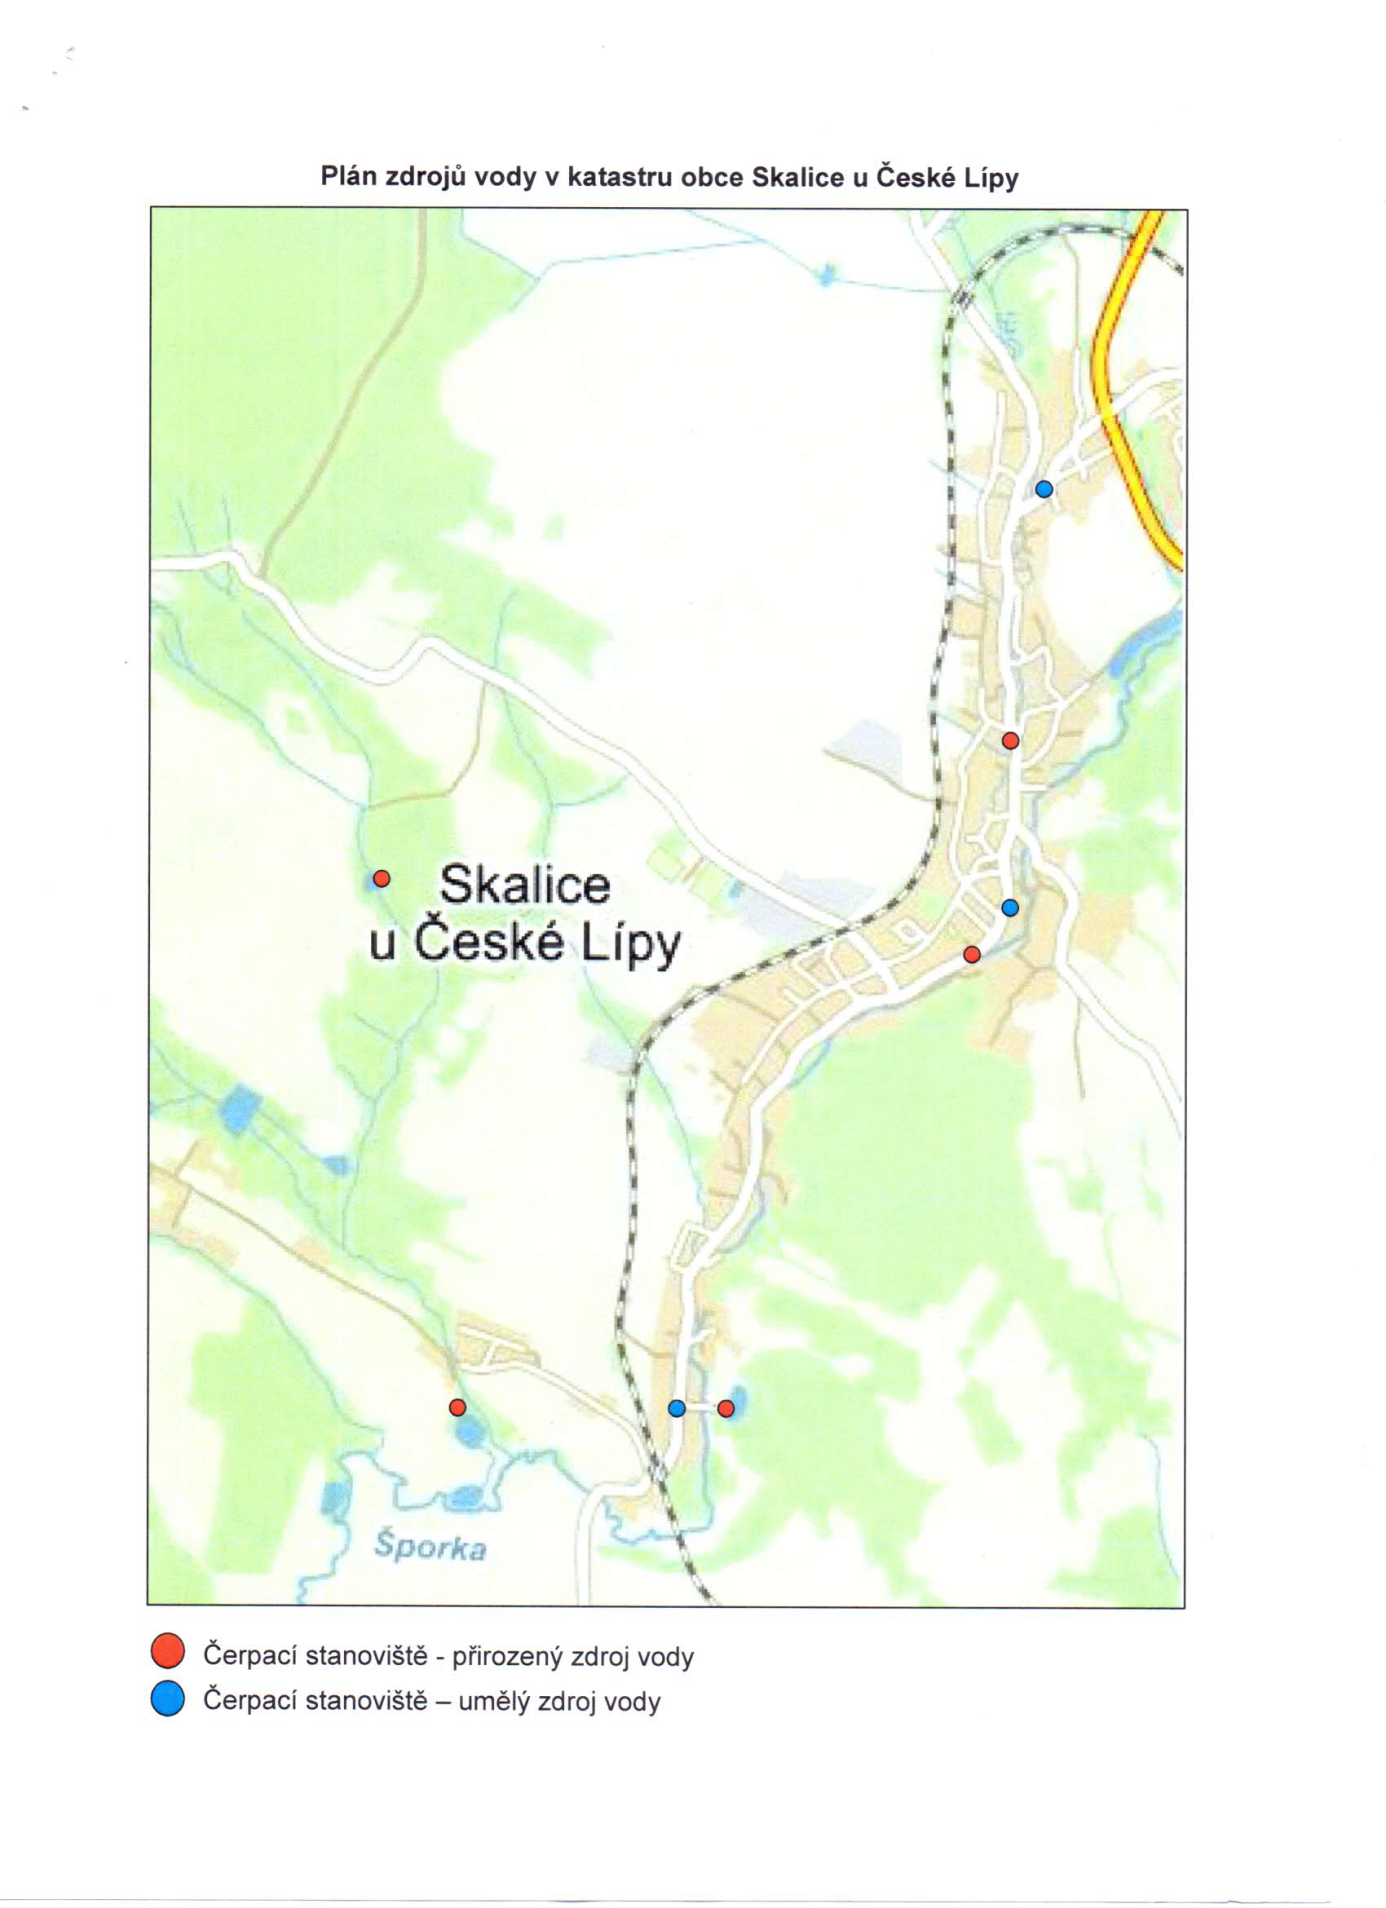 Plán zdrojů vody v katastru obce Skalice u České Lípy
Skalice
u České Lípy
Šporka
Čerpací stanoviště - přirozený zdroj vody
Čerpací stanoviště – umělý zdroj vody